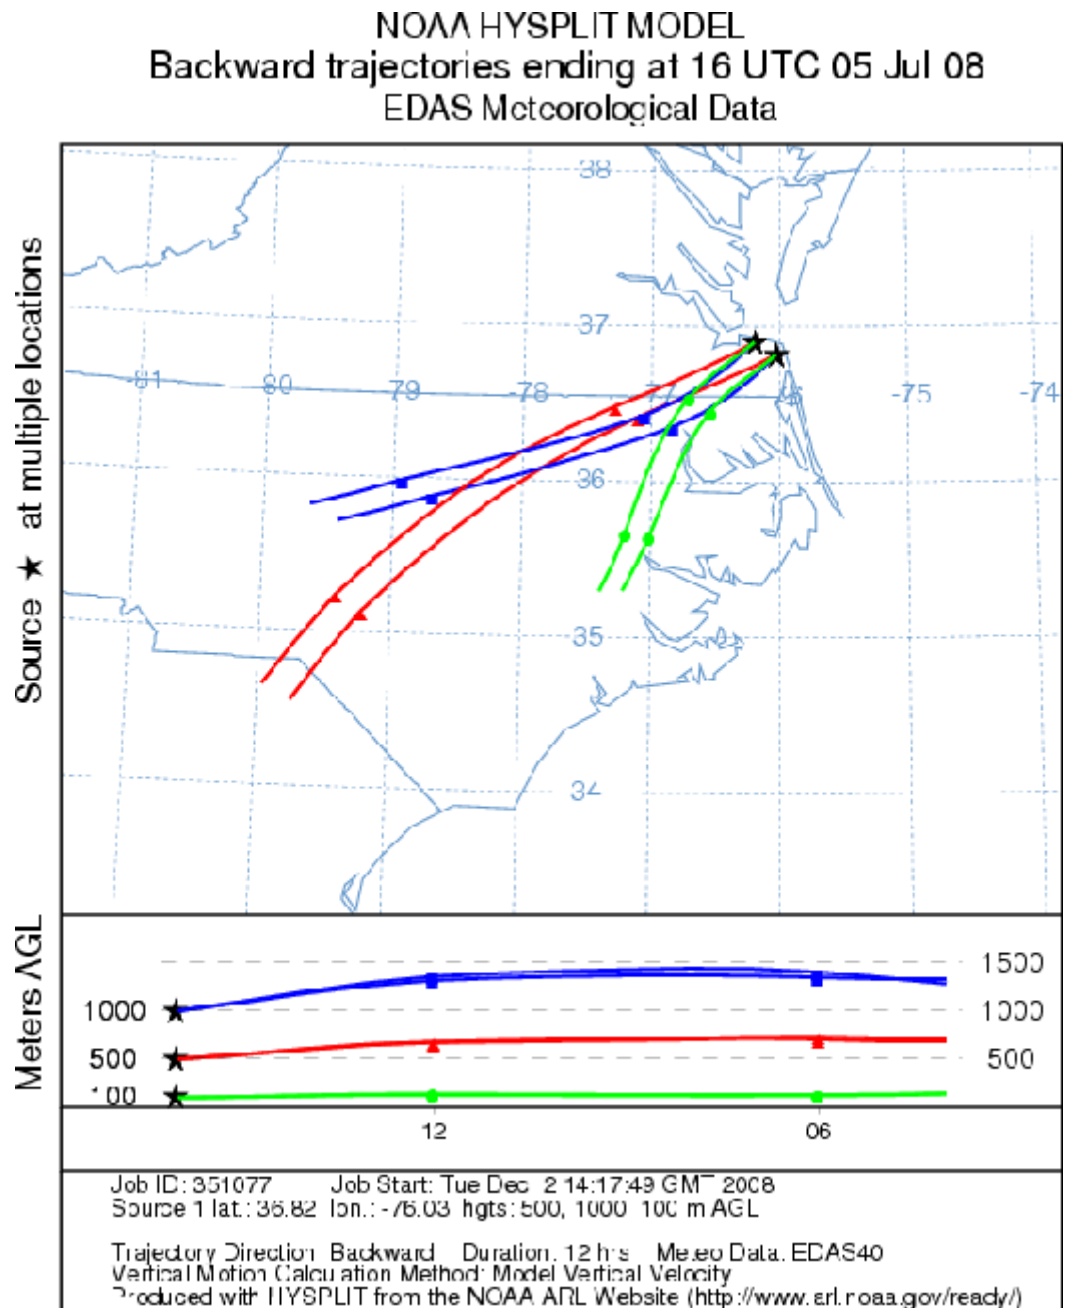 NOAA HYSPLIT MODEL
Backward trajectories ending at 16 UTC 05 Jul 08
EDAS Meteorological Data
Source ★ at multiple locations
38
37
-81 80 79 -78 -77 -75 -74
36
35
34
Meters AGL
1500
1000 1000
500 500
100
12 06
Job ID: 351077 Job Start: Tue Dec 2 14:17:49 GMT 2008
Source 1 lat.: 36.82 lon.: -76.03 hgts: 500, 1000 100 m AGL
Trajectory Direction: Backward Duration: 12 hrs Meteo Data: EDAS40
Vertical Motion Calculation Method: Model Vertical Velocity
Produced with HYSPLIT from the NOAA ARL Website (http://www.arl.noaa.gov/ready/)